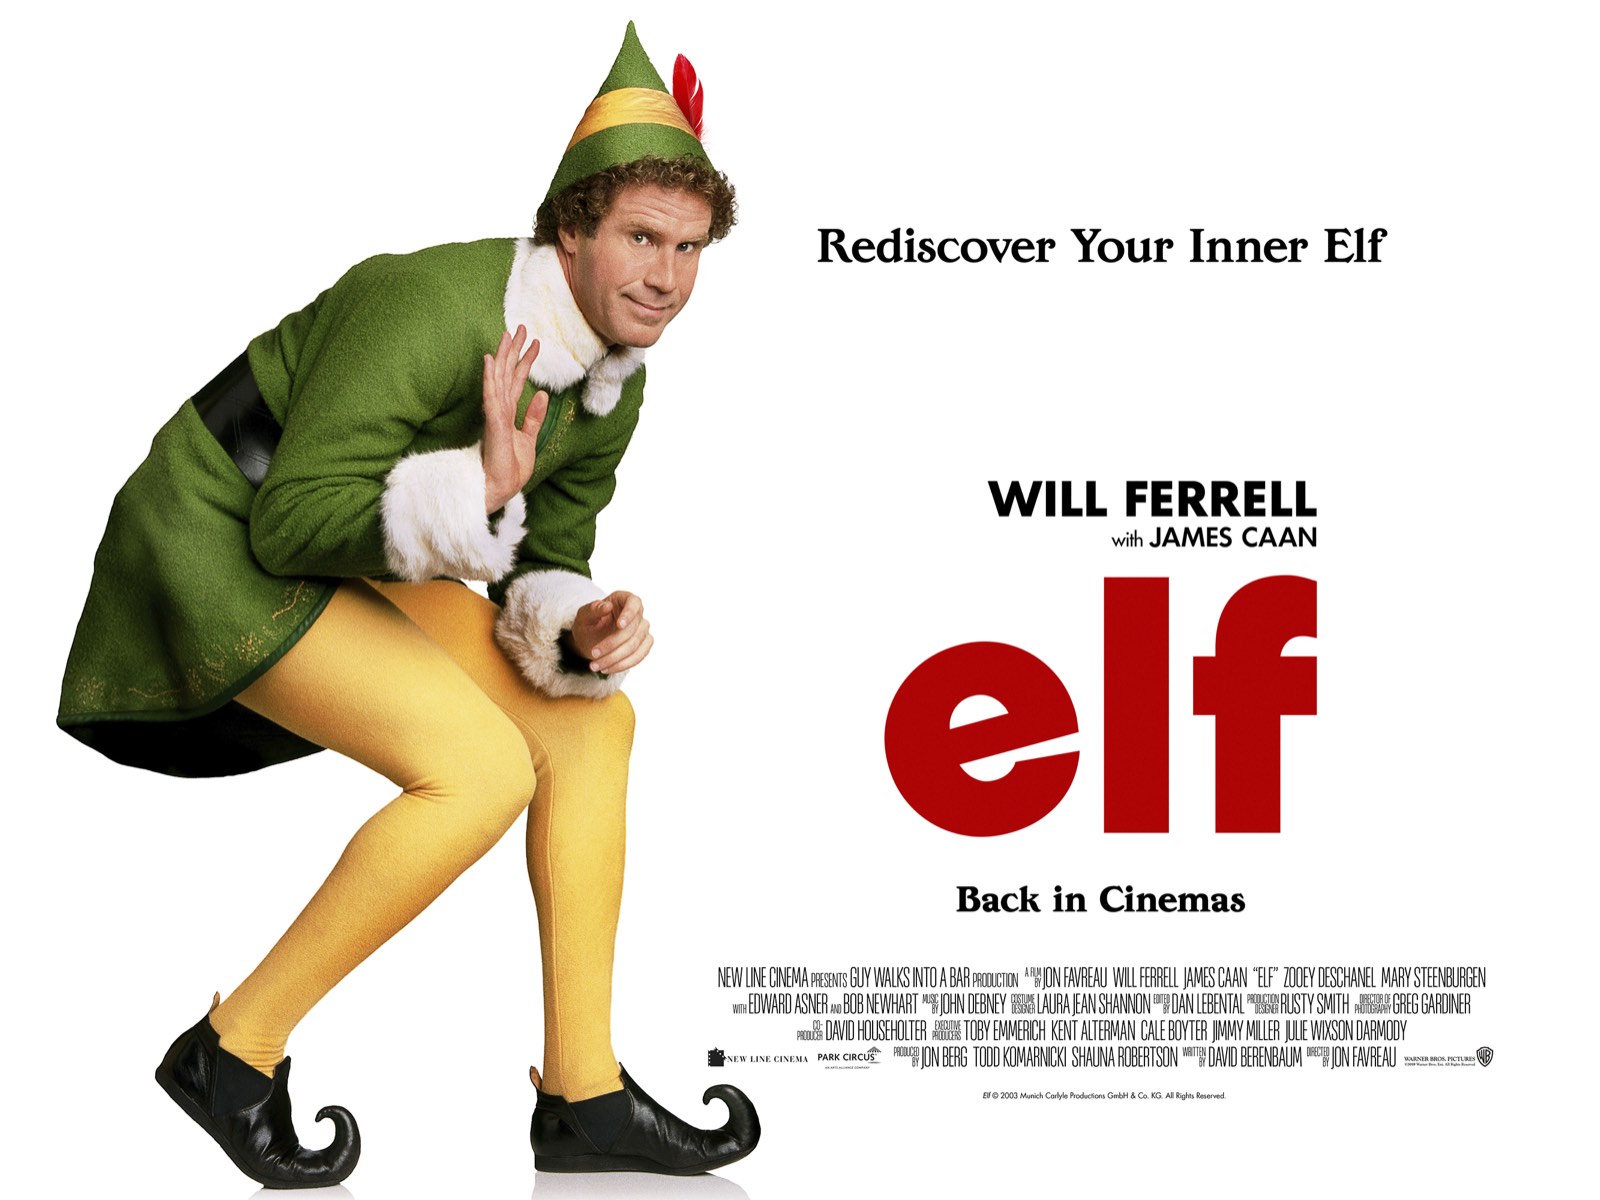 Rediscover Your Inner Elf
WILL FERRELL
with JAMES CAAN
elf
Back in Cinemas
NEW LINE CINEMA PRESENTS GUY WALKS INTO A BAR PRODUCTION A FILM BY JON FAVREAU WILL FERRELL JAMES CAAN “ELF” ZOOEY DESCHANEL MARY STEENBURGEN
WITH EDWARD ASNER AND BOB NEWHART MUSIC BY JOHN DEBNEY COSTUME DESIGNER LAURA JEAN SHANNON EDITED BY DAN LEBENTAL PRODUCTION DESIGNER RUSTY SMITH DIRECTOR OF PHOTOGRAPHY GREG GARDINER
CO-PRODUCER DAVID HOUSEHOLTER EXECUTIVE PRODUCERS TOBY EMMERICH KENT ALTERMAN CALE BOYTER JIMMY MILLER JULIE WIXSON DARMODY
NEW LINE CINEMA PARK CIRCUS AN ARTS ALLIANCE COMPANY PRODUCED BY JON BERG TODD KOMARNICKI SHAUNA ROBERTSON WRITTEN BY DAVID BERENBAUM DIRECTED BY JON FAVREAU WARNER BROS. PICTURES WB
Elf © 2003 Munich Carlyle Productions GmbH & Co. KG. All Rights Reserved.